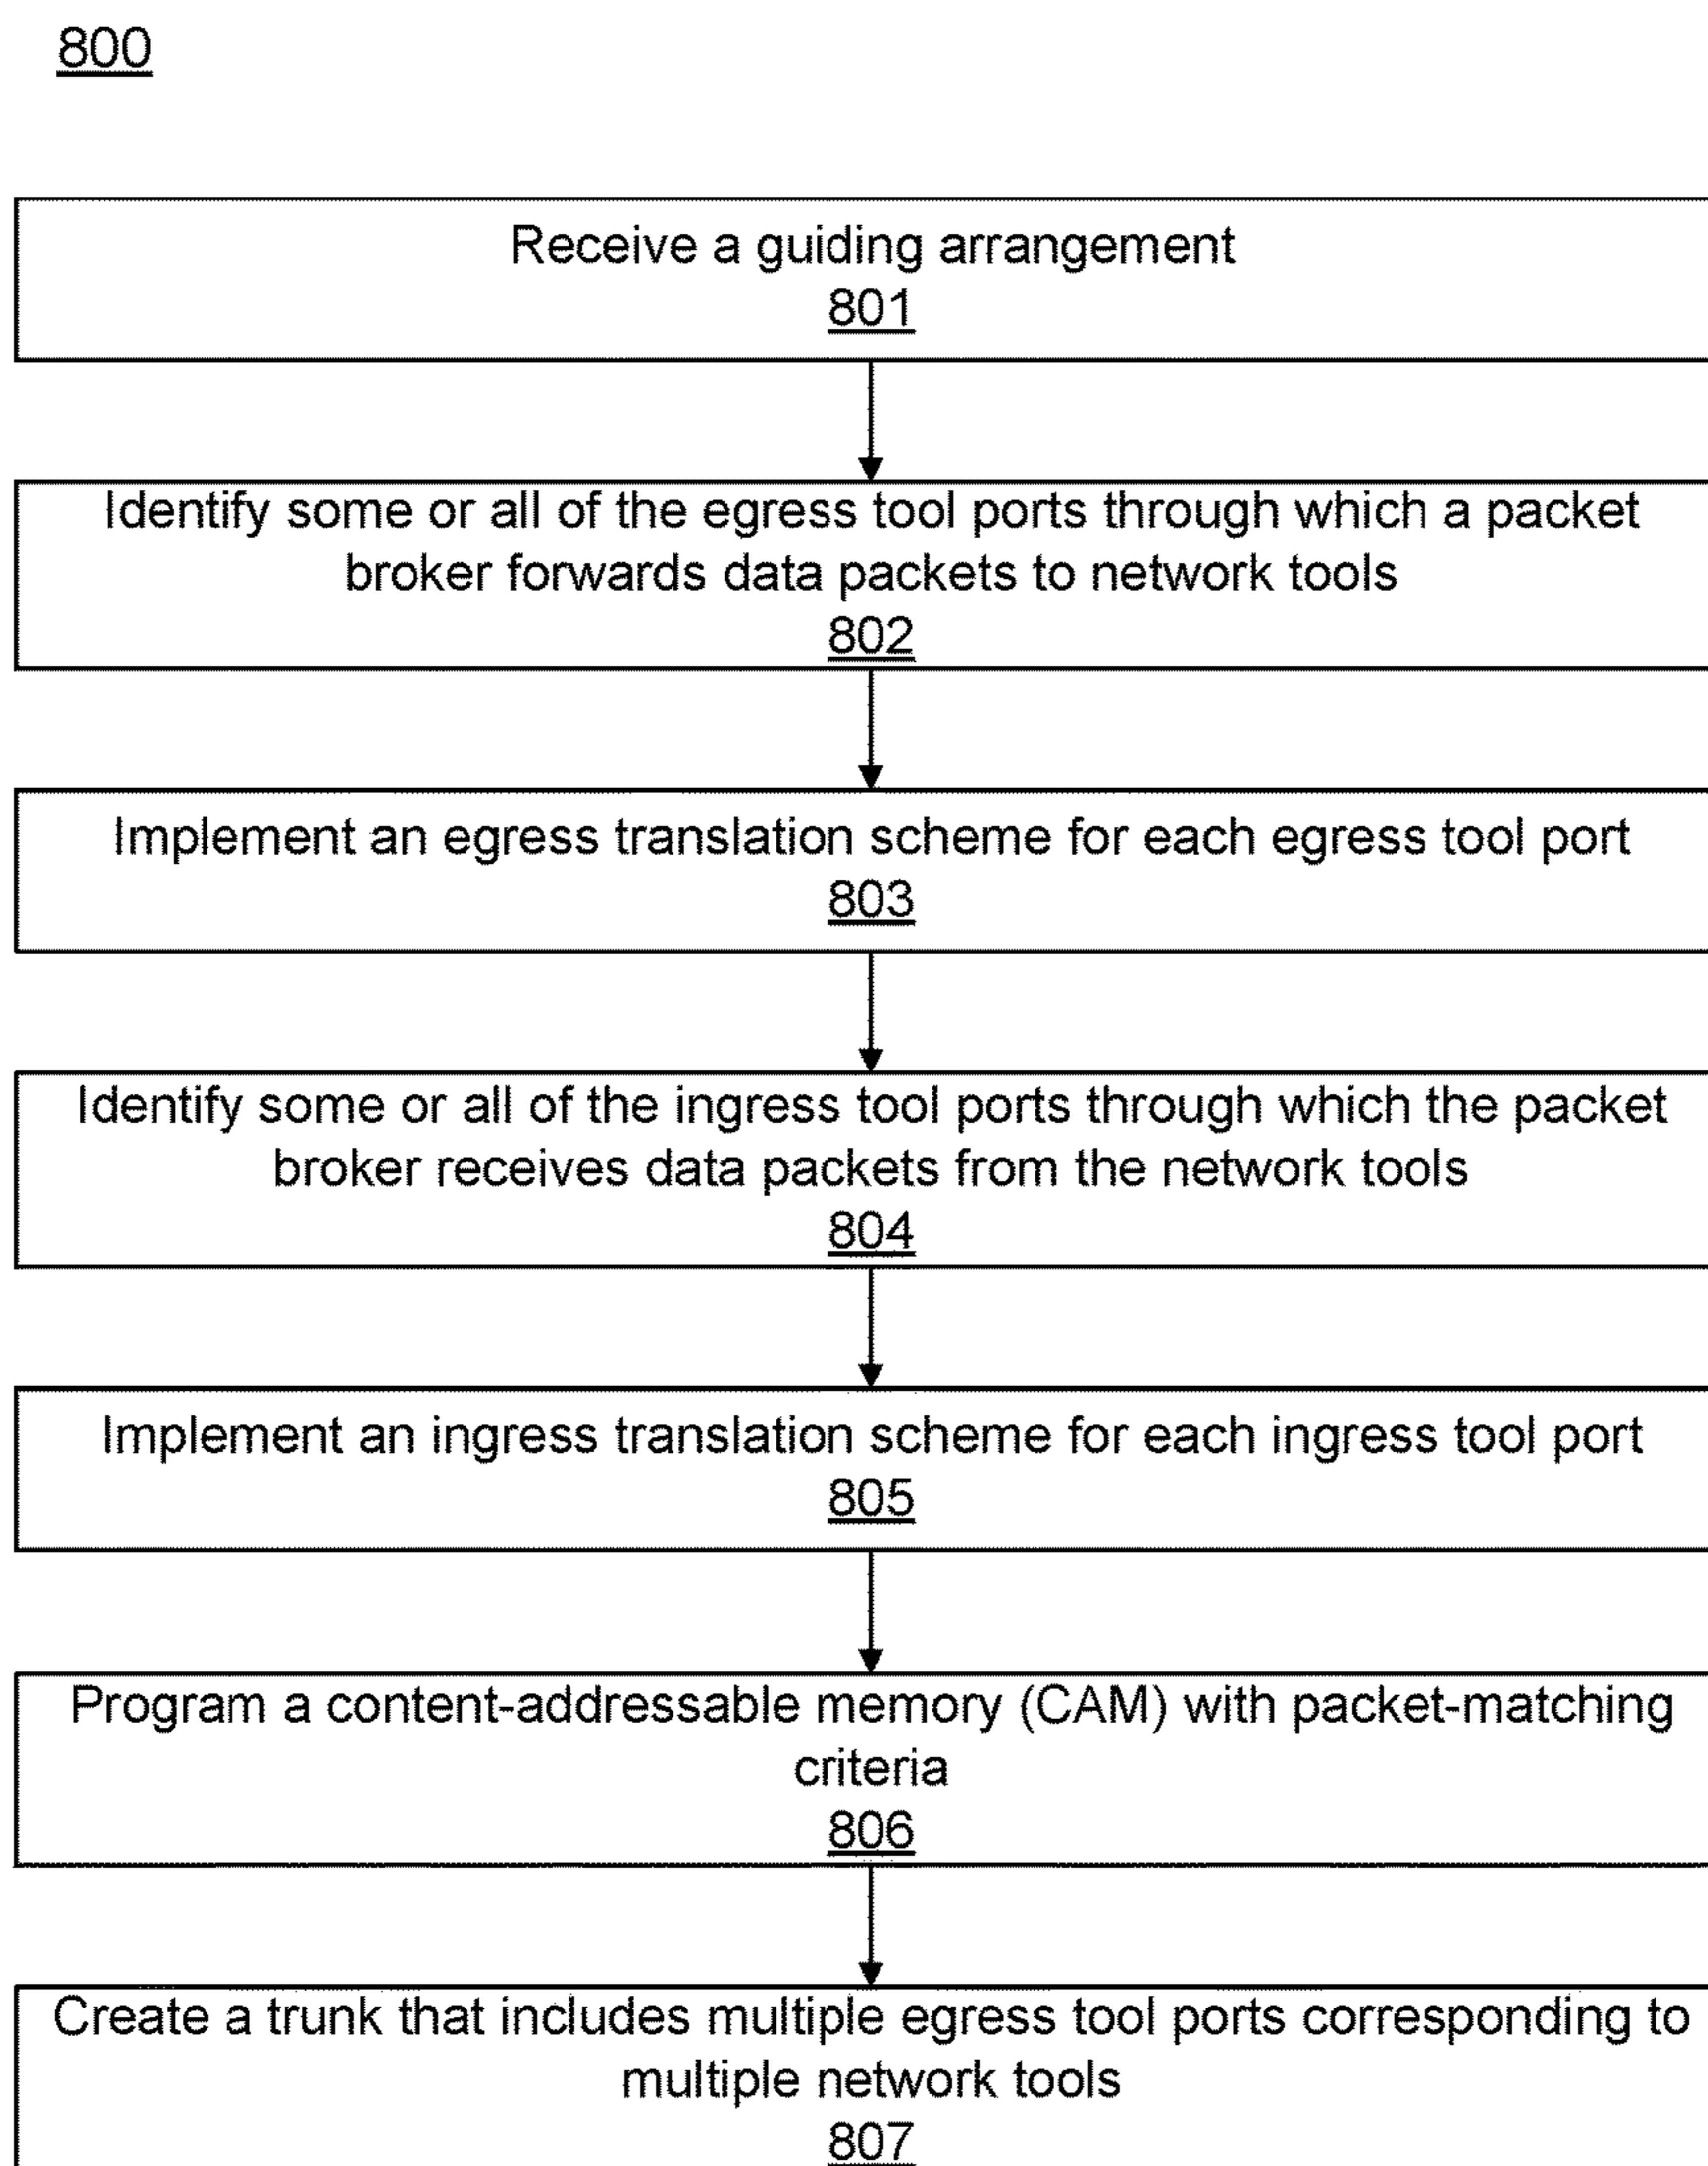 800
Receive a guiding arrangement
801
Identify some or all of the egress tool ports through which a packet
broker forwards data packets to network tools
802
Implement an egress translation scheme for each egress tool port
803
Identify some or all of the ingress tool ports through which the packet
broker receives data packets from the network tools
804
Implement an ingress translation scheme for each ingress tool port
805
Program a content-addressable memory (CAM) with packet-matching
criteria
806
Create a trunk that includes multiple egress tool ports corresponding to
multiple network tools
807